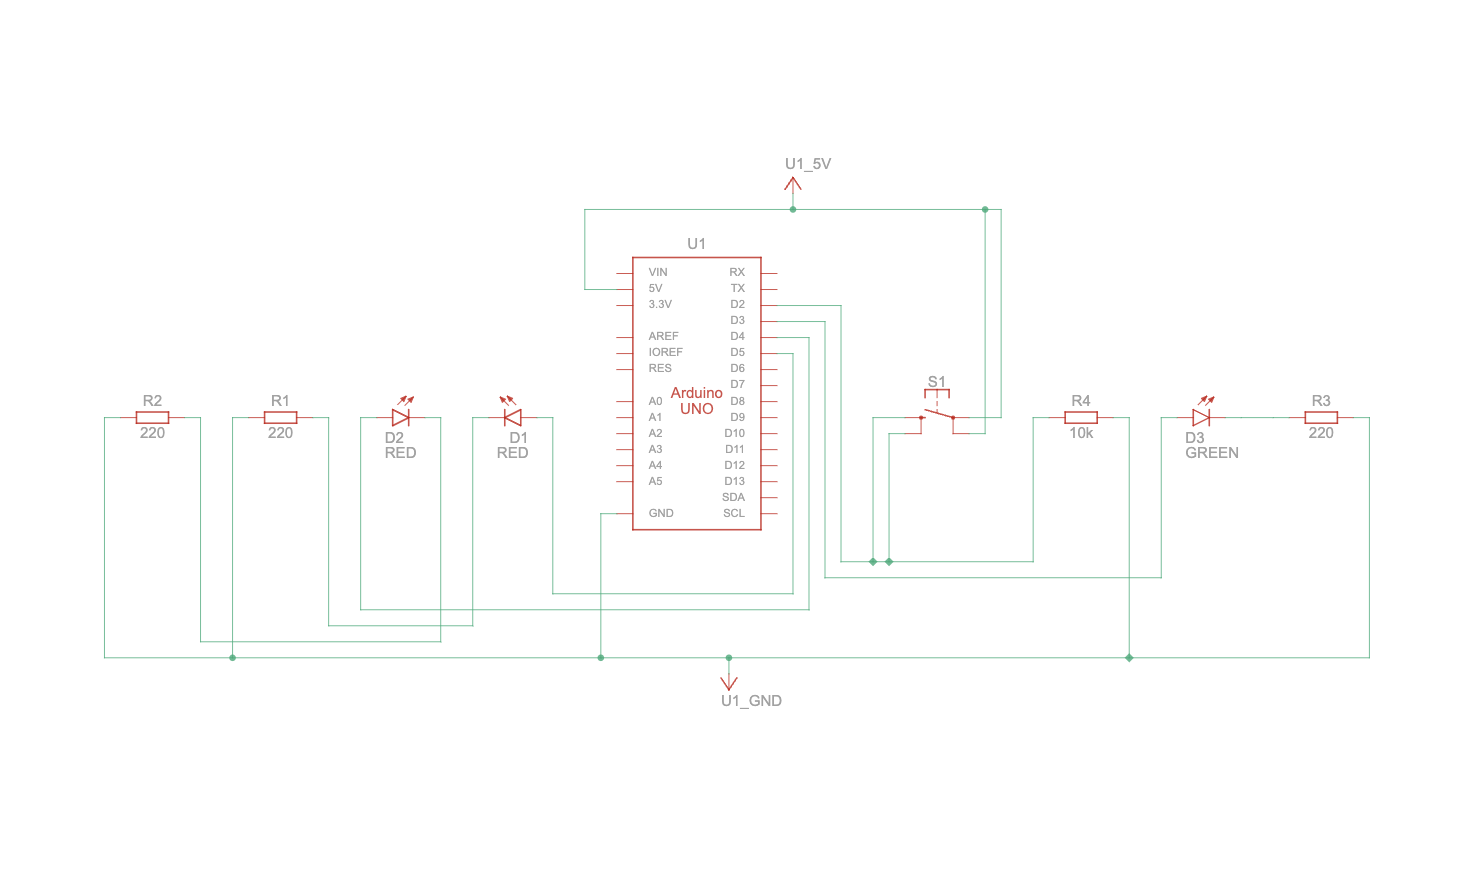 U1_5V
U1
VIN RX
5V TX
3.3V D2
D3
AREF D4
IOREF D5
RES D6
D7
A0 D8
A1 D9
A2 D10
A3 D11
A4 D12
A5 D13
SDA
GND SCL
Arduino
UNO
R2
220
R1
220
D2
RED
D1
RED
S1
R4
10k
D3
GREEN
R3
220
U1_GND